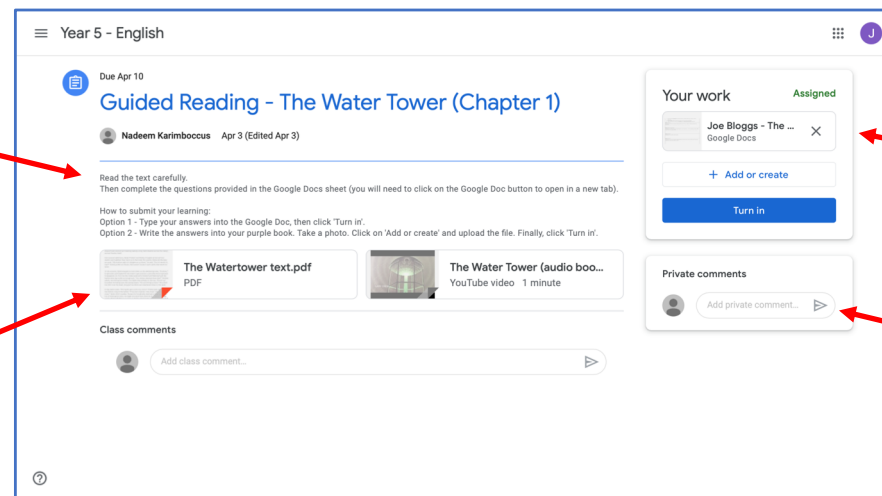 Year 5 - English
J
Due Apr 10
Guided Reading - The Water Tower (Chapter 1)
Nadeem Karimboccus Apr 3 (Edited Apr 3)
Read the text carefully.
Then complete the questions provided in the Google Docs sheet (you will need to click on the Google Doc button to open in a new tab).
How to submit your learning:
Option 1 - Type your answers into the Google Doc, then click 'Turn in'.
Option 2 - Write the answers into your purple book. Take a photo. Click on 'Add or create' and upload the file. Finally, click 'Turn in'.
The Watertower text.pdf
PDF
The Water Tower (audio boo...
YouTube video 1 minute
Class comments
Add class comment...
Your work Assigned
Joe Bloggs - The ...
Google Docs
+ Add or create
Turn in
Private comments
Add private comment...